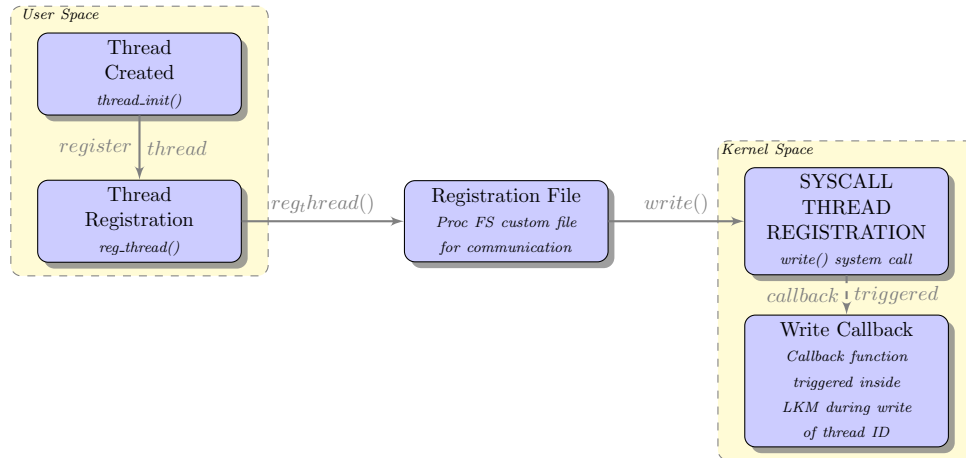 User Space
Thread
Created
thread_init()
register thread
Thread
Registration
reg_thread()
reg_thread()
Registration File
Proc FS custom file
for communication
write()
Kernel Space
SYSCALL
THREAD
REGISTRATION
write() system call
callback triggered
Write Callback
Callback function
triggered inside
LKM during write
of thread ID